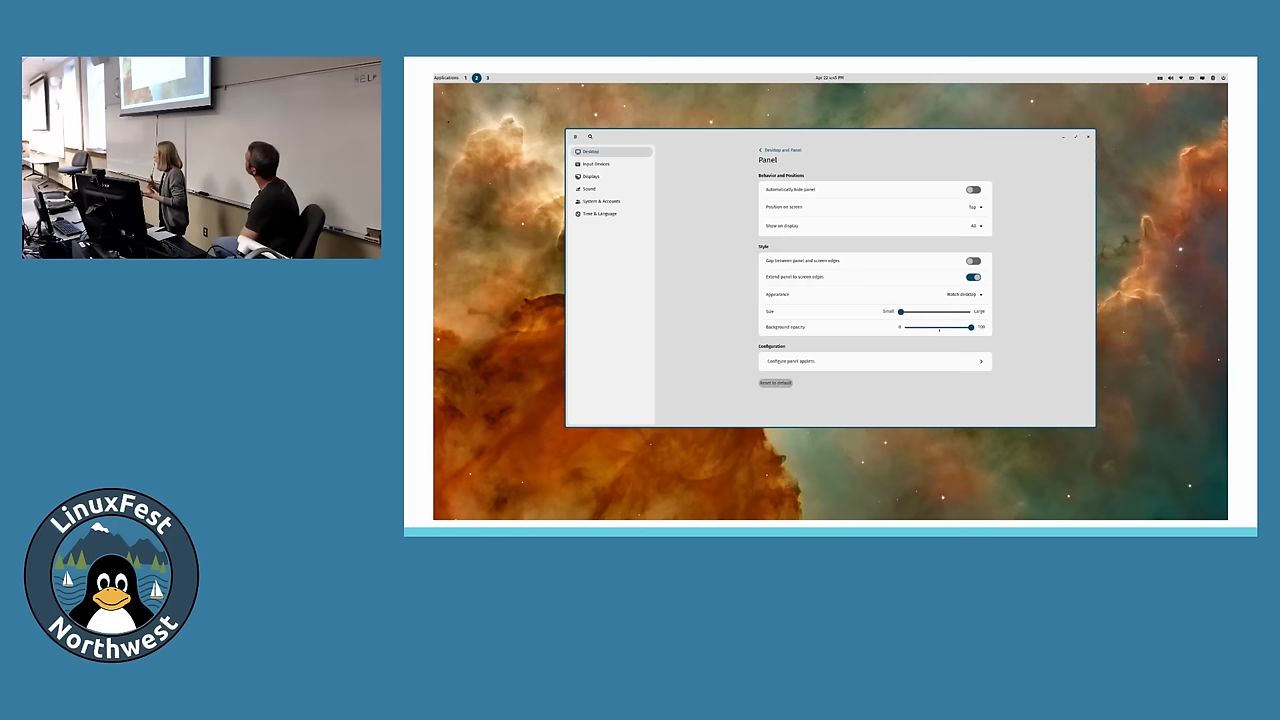 HELP
Applications 1 2 3 Apr 22 4:45 PM
Desktop
Input Devices
Displays
Sound
System & Accounts
Time & Language
Desktop and Panel
Panel
Behavior and Positions
Automatically hide panel
Position on screen Top
Show on display All
Style
Gap between panel and screen edges
Extend panel to screen edges
Appearance Match desktop
Size Small Large
Background opacity 0 100
Configuration
Configure panel applets
Reset to default
LinuxFest
Northwest